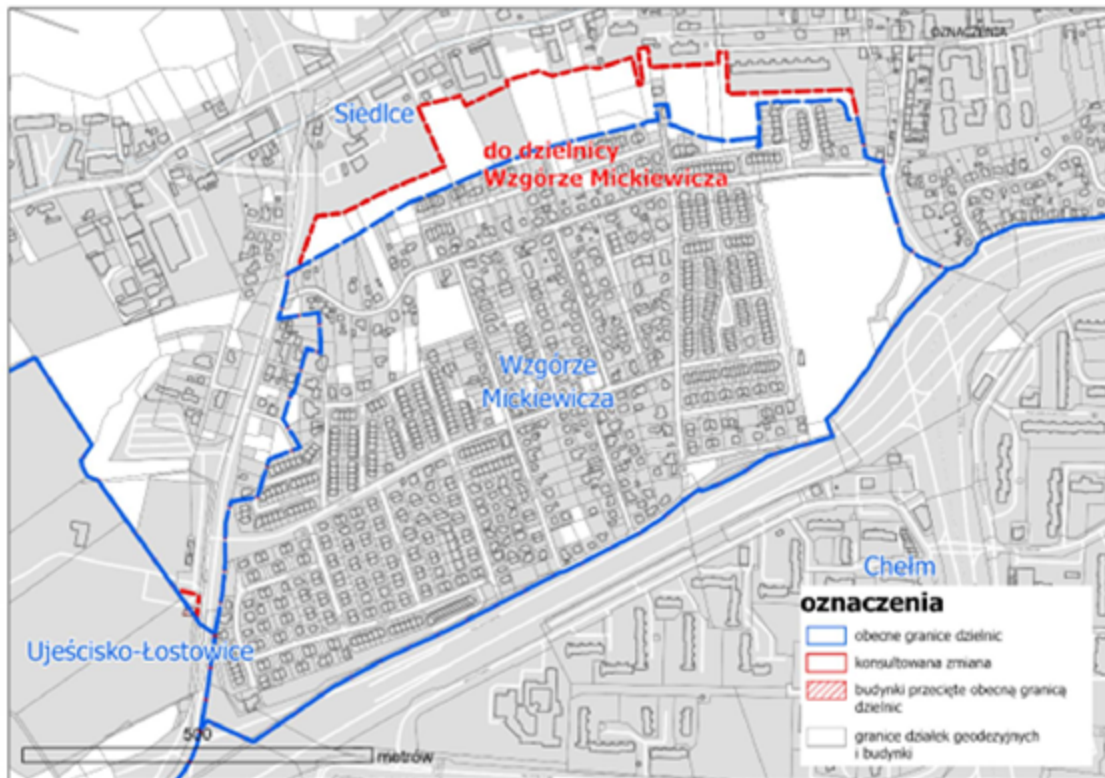 OZNACZENIA
Siedlce
do dzielnicy
Wzgórze Mickiewicza
Wzgórze
Mickiewicza
Chełm
Ujeścisko-Łostowice
500
metrów
oznaczenia
obecne granice dzielnic
konsultowana zmiana
budynki przecięte obecną granicą
dzielnic
granice działek geodezyjnych
i budynki